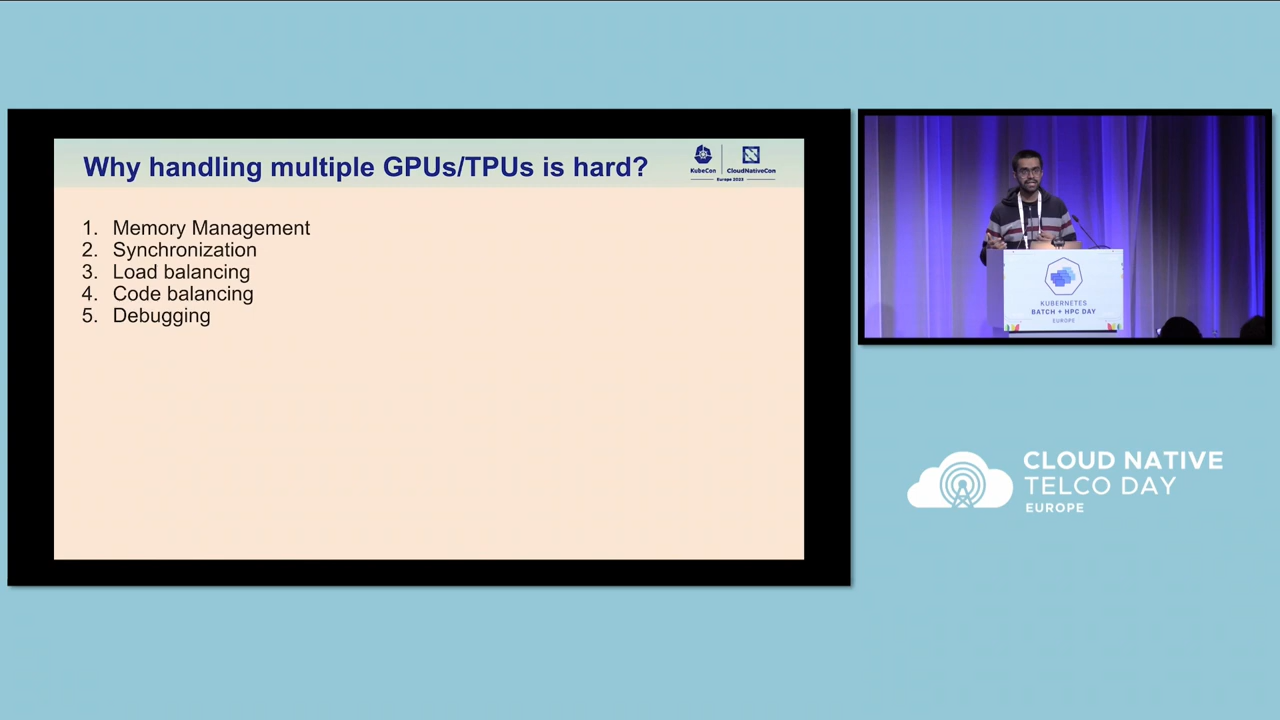 Why handling multiple GPUs/TPUs is hard?
KubeCon
CloudNativeCon
Europe 2022
1. Memory Management
2. Synchronization
3. Load balancing
4. Code balancing
5. Debugging
KUBERNETES
BATCH + HPC DAY
EUROPE
CLOUD NATIVE
TELCO DAY
EUROPE